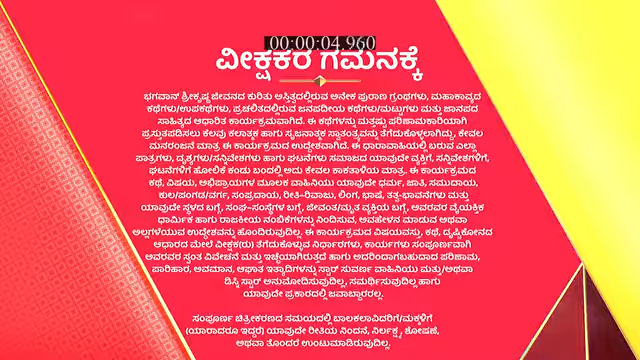 00:00:04.960
ವೀಕ್ಷಕರ ಗಮನಕ್ಕೆ
ಭಗವಾನ್ ಶ್ರೀಕೃಷ್ಣ ಜೀವನದ ಕುರಿತು ಅಸ್ತಿತ್ವದಲ್ಲಿರುವ ಅನೇಕ ಪುರಾಣ ಗ್ರಂಥಗಳು, ಮಹಾಕಾವ್ಯದ
ಕಥೆಗಳು/ಉಪಕಥೆಗಳು, ಪ್ರಚಲಿತದಲ್ಲಿರುವ ಜನಪದೀಯ ಕಥೆಗಳು/ಮಟ್ಟುಗಳು ಮತ್ತು ಜಾನಪದ
ಸಾಹಿತ್ಯದ ಆಧಾರಿತ ಕಾರ್ಯಕ್ರಮವಾಗಿದೆ. ಈ ಕಥೆಗಳನ್ನು ಮತ್ತಷ್ಟು ಪರಿಣಾಮಕಾರಿಯಾಗಿ
ಪ್ರಸ್ತುತಪಡಿಸಲು ಕೆಲವು ಕಲಾತ್ಮಕ ಹಾಗು ಸೃಜನಾತ್ಮಕ ಸ್ವಾತಂತ್ರ್ಯವನ್ನು ತೆಗೆದುಕೊಳ್ಳಲಾಗಿದ್ದು, ಕೇವಲ
ಮನರಂಜನೆ ಮಾತ್ರ ಈ ಕಾರ್ಯಕ್ರಮದ ಉದ್ದೇಶವಾಗಿದೆ. ಈ ಧಾರಾವಾಹಿಯಲ್ಲಿ ಬರುವ ಎಲ್ಲಾ
ಪಾತ್ರಗಳು, ದೃಶ್ಯಗಳು/ಸನ್ನಿವೇಶಗಳು ಹಾಗು ಘಟನೆಗಳು ಸಮಾಜದ ಯಾವುದೇ ವ್ಯಕ್ತಿಗೆ, ಸನ್ನಿವೇಶಗಳಿಗೆ,
ಘಟನೆಗಳಿಗೆ ಹೋಲಿಕೆ ಕಂಡು ಬಂದಲ್ಲಿ ಅದು ಕೇವಲ ಕಾಕತಾಳೀಯ ಮಾತ್ರ. ಈ ಕಾರ್ಯಕ್ರಮದ
ಕಥೆ, ವಿಷಯ, ಅಭಿಪ್ರಾಯಗಳ ಮೂಲಕ ವಾಹಿನಿಯು ಯಾವುದೇ ಧರ್ಮ, ಜಾತಿ, ಸಮುದಾಯ,
ಕುಲ/ಪಂಗಡ/ವರ್ಗ, ಸಂಪ್ರದಾಯ, ರೀತಿ-ರಿವಾಜು, ಲಿಂಗ, ಭಾಷೆ, ತತ್ವ-ಭಾವನೆಗಳು ಮತ್ತು
ಯಾವುದೇ ಸ್ಥಳದ ಬಗ್ಗೆ, ಸಂಘ-ಸಂಸ್ಥೆಗಳ ಬಗ್ಗೆ, ಜೀವಂತ/ಮೃತ ವ್ಯಕ್ತಿಯ ಬಗ್ಗೆ, ಅವರವರ ವೈಯಕ್ತಿಕ
ಧಾರ್ಮಿಕ ಹಾಗು ರಾಜಕೀಯ ನಂಬಿಕೆಗಳನ್ನು ನಿಂದಿಸುವ, ಅವಹೇಳನ ಮಾಡುವ ಅಥವಾ
ಅಲ್ಲಗಳೆಯುವ ಉದ್ದೇಶವನ್ನು ಹೊಂದಿರುವುದಿಲ್ಲ. ಈ ಕಾರ್ಯಕ್ರಮದ ವಿಷಯವಸ್ತು, ಕಥೆ, ದೃಷ್ಟಿಕೋನದ
ಆಧಾರದ ಮೇಲೆ ವೀಕ್ಷಕ(ರು) ತೆಗೆದುಕೊಳ್ಳುವ ನಿರ್ಧಾರಗಳು, ಕಾರ್ಯಗಳು ಸಂಪೂರ್ಣವಾಗಿ
ಅವರವರ ಸ್ವಂತ ವಿವೇಚನೆ ಮತ್ತು ಇಚ್ಛೆಯಾಗಿರುತ್ತದೆ ಹಾಗು ಅದರಿಂದಾಗಬಹುದಾದ ಪರಿಣಾಮ,
ಪರಿಹಾರ, ಅವಮಾನ, ಆಘಾತ ಇತ್ಯಾದಿಗಳನ್ನು ಸ್ಟಾರ್ ಸುವರ್ಣ ವಾಹಿನಿಯು ಮತ್ತು/ಅಥವಾ
ಡಿಸ್ನಿ ಸ್ಟಾರ್ ಅನುಮೋದಿಸುವುದಿಲ್ಲ, ಸಮರ್ಥಿಸುವುದಿಲ್ಲ ಹಾಗು
ಯಾವುದೇ ಪ್ರಕಾರದಲ್ಲಿ ಜವಾಬ್ದಾರರಲ್ಲ.
ಸಂಪೂರ್ಣ ಚಿತ್ರೀಕರಣದ ಸಮಯದಲ್ಲಿ ಬಾಲಕಲಾವಿದರಿಗೆ/ಮಕ್ಕಳಿಗೆ
(ಯಾರಾದರೂ ಇದ್ದರೆ) ಯಾವುದೇ ರೀತಿಯ ನಿಂದನೆ, ನಿರ್ಲಕ್ಷ್ಯ, ಶೋಷಣೆ,
ಅಥವಾ ತೊಂದರೆ ಉಂಟುಮಾಡಿರುವುದಿಲ್ಲ.